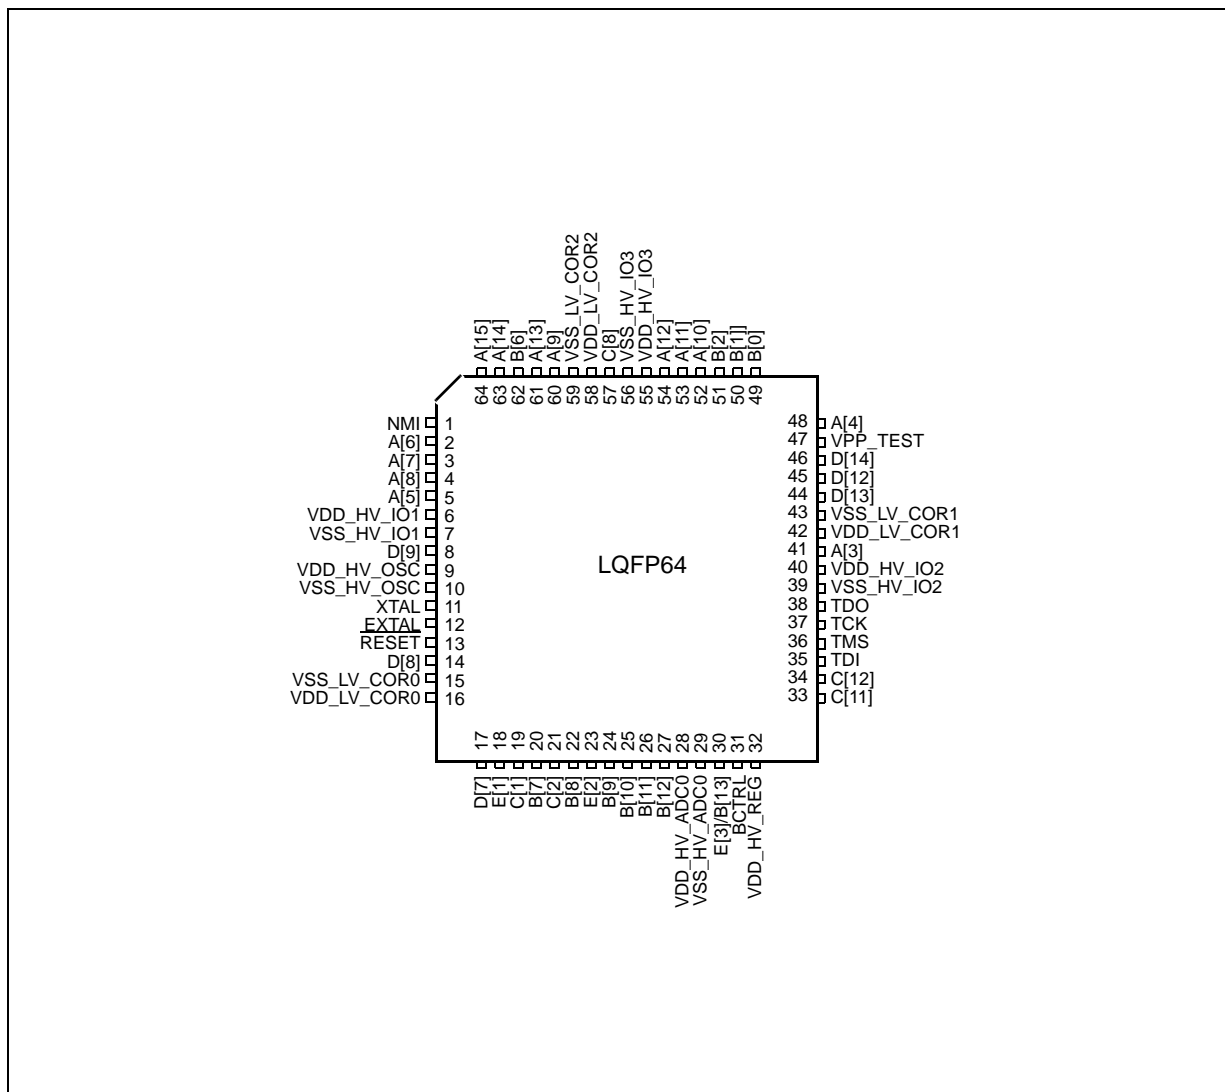 A[15]
A[14]
B[6]
A[13]
A[9]
VSS_LV_COR2
VDD_LV_COR2
C[8]
VSS_HV_IO3
VDD_HV_IO3
A[12]
A[11]
A[10]
B[2]
B[1]]
B[0]
64
63
62
61
60
59
58
57
56
55
54
53
52
51
50
49
NMI 1
A[6] 2
A[7] 3
A[8] 4
A[5] 5
VDD_HV_IO1 6
VSS_HV_IO1 7
D[9] 8
VDD_HV_OSC 9
VSS_HV_OSC 10
XTAL 11
EXTAL 12
RESET 13
D[8] 14
VSS_LV_COR0 15
VDD_LV_COR0 16
LQFP64
48 A[4]
47 VPP_TEST
46 D[14]
45 D[12]
44 D[13]
43 VSS_LV_COR1
42 VDD_LV_COR1
41 A[3]
40 VDD_HV_IO2
39 VSS_HV_IO2
38 TDO
37 TCK
36 TMS
35 TDI
34 C[12]
33 C[11]
17
18
19
20
21
22
23
24
25
26
27
28
29
30
31
32
D[7]
E[1]
C[1]
B[7]
C[2]
B[8]
E[2]
B[9]
B[10]
B[11]
B[12]
VDD_HV_ADC0
VSS_HV_ADC0
E[3]/B[13]
BCTRL
VDD_HV_REG